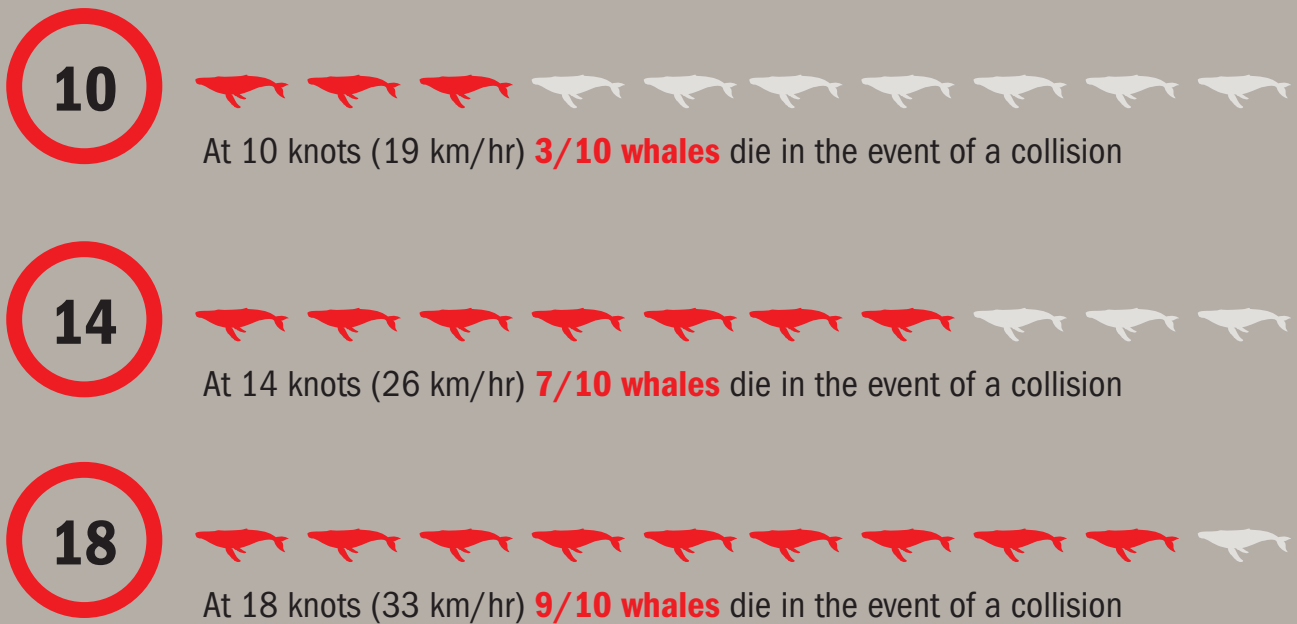 10
At 10 knots (19 km/hr) 3/10 whales die in the event of a collision
14
At 14 knots (26 km/hr) 7/10 whales die in the event of a collision
18
At 18 knots (33 km/hr) 9/10 whales die in the event of a collision